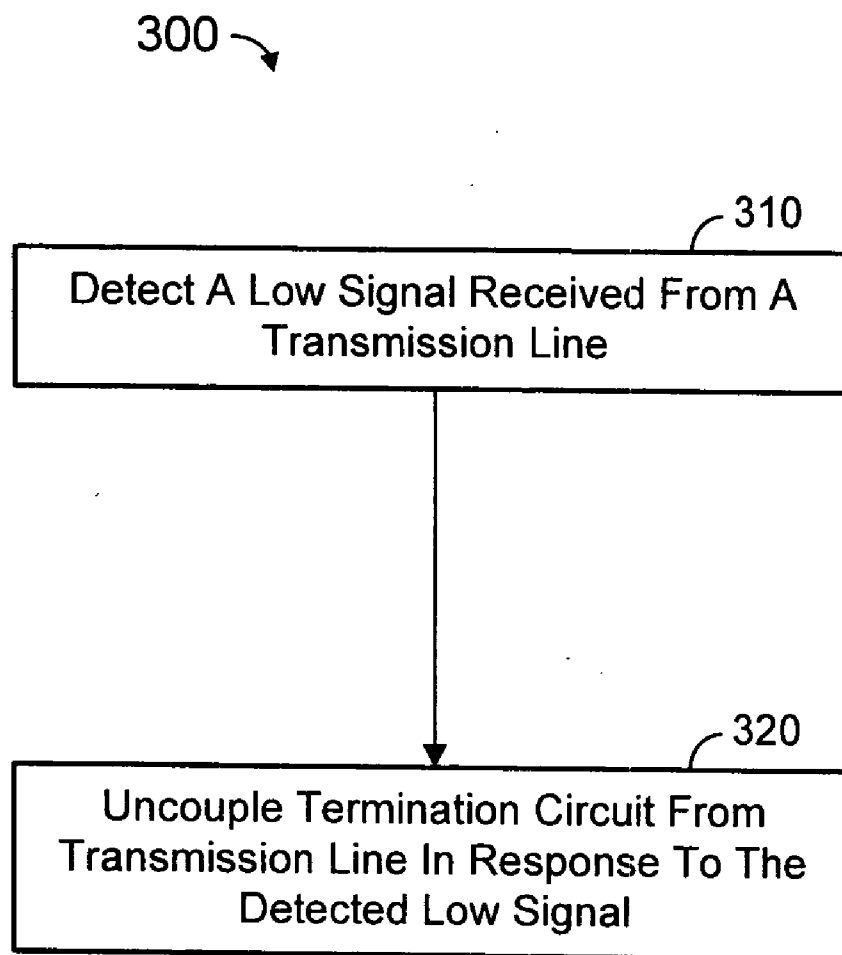 300
310
Detect A Low Signal Received From A
Transmission Line
320
Uncouple Termination Circuit From
Transmission Line In Response To The
Detected Low Signal